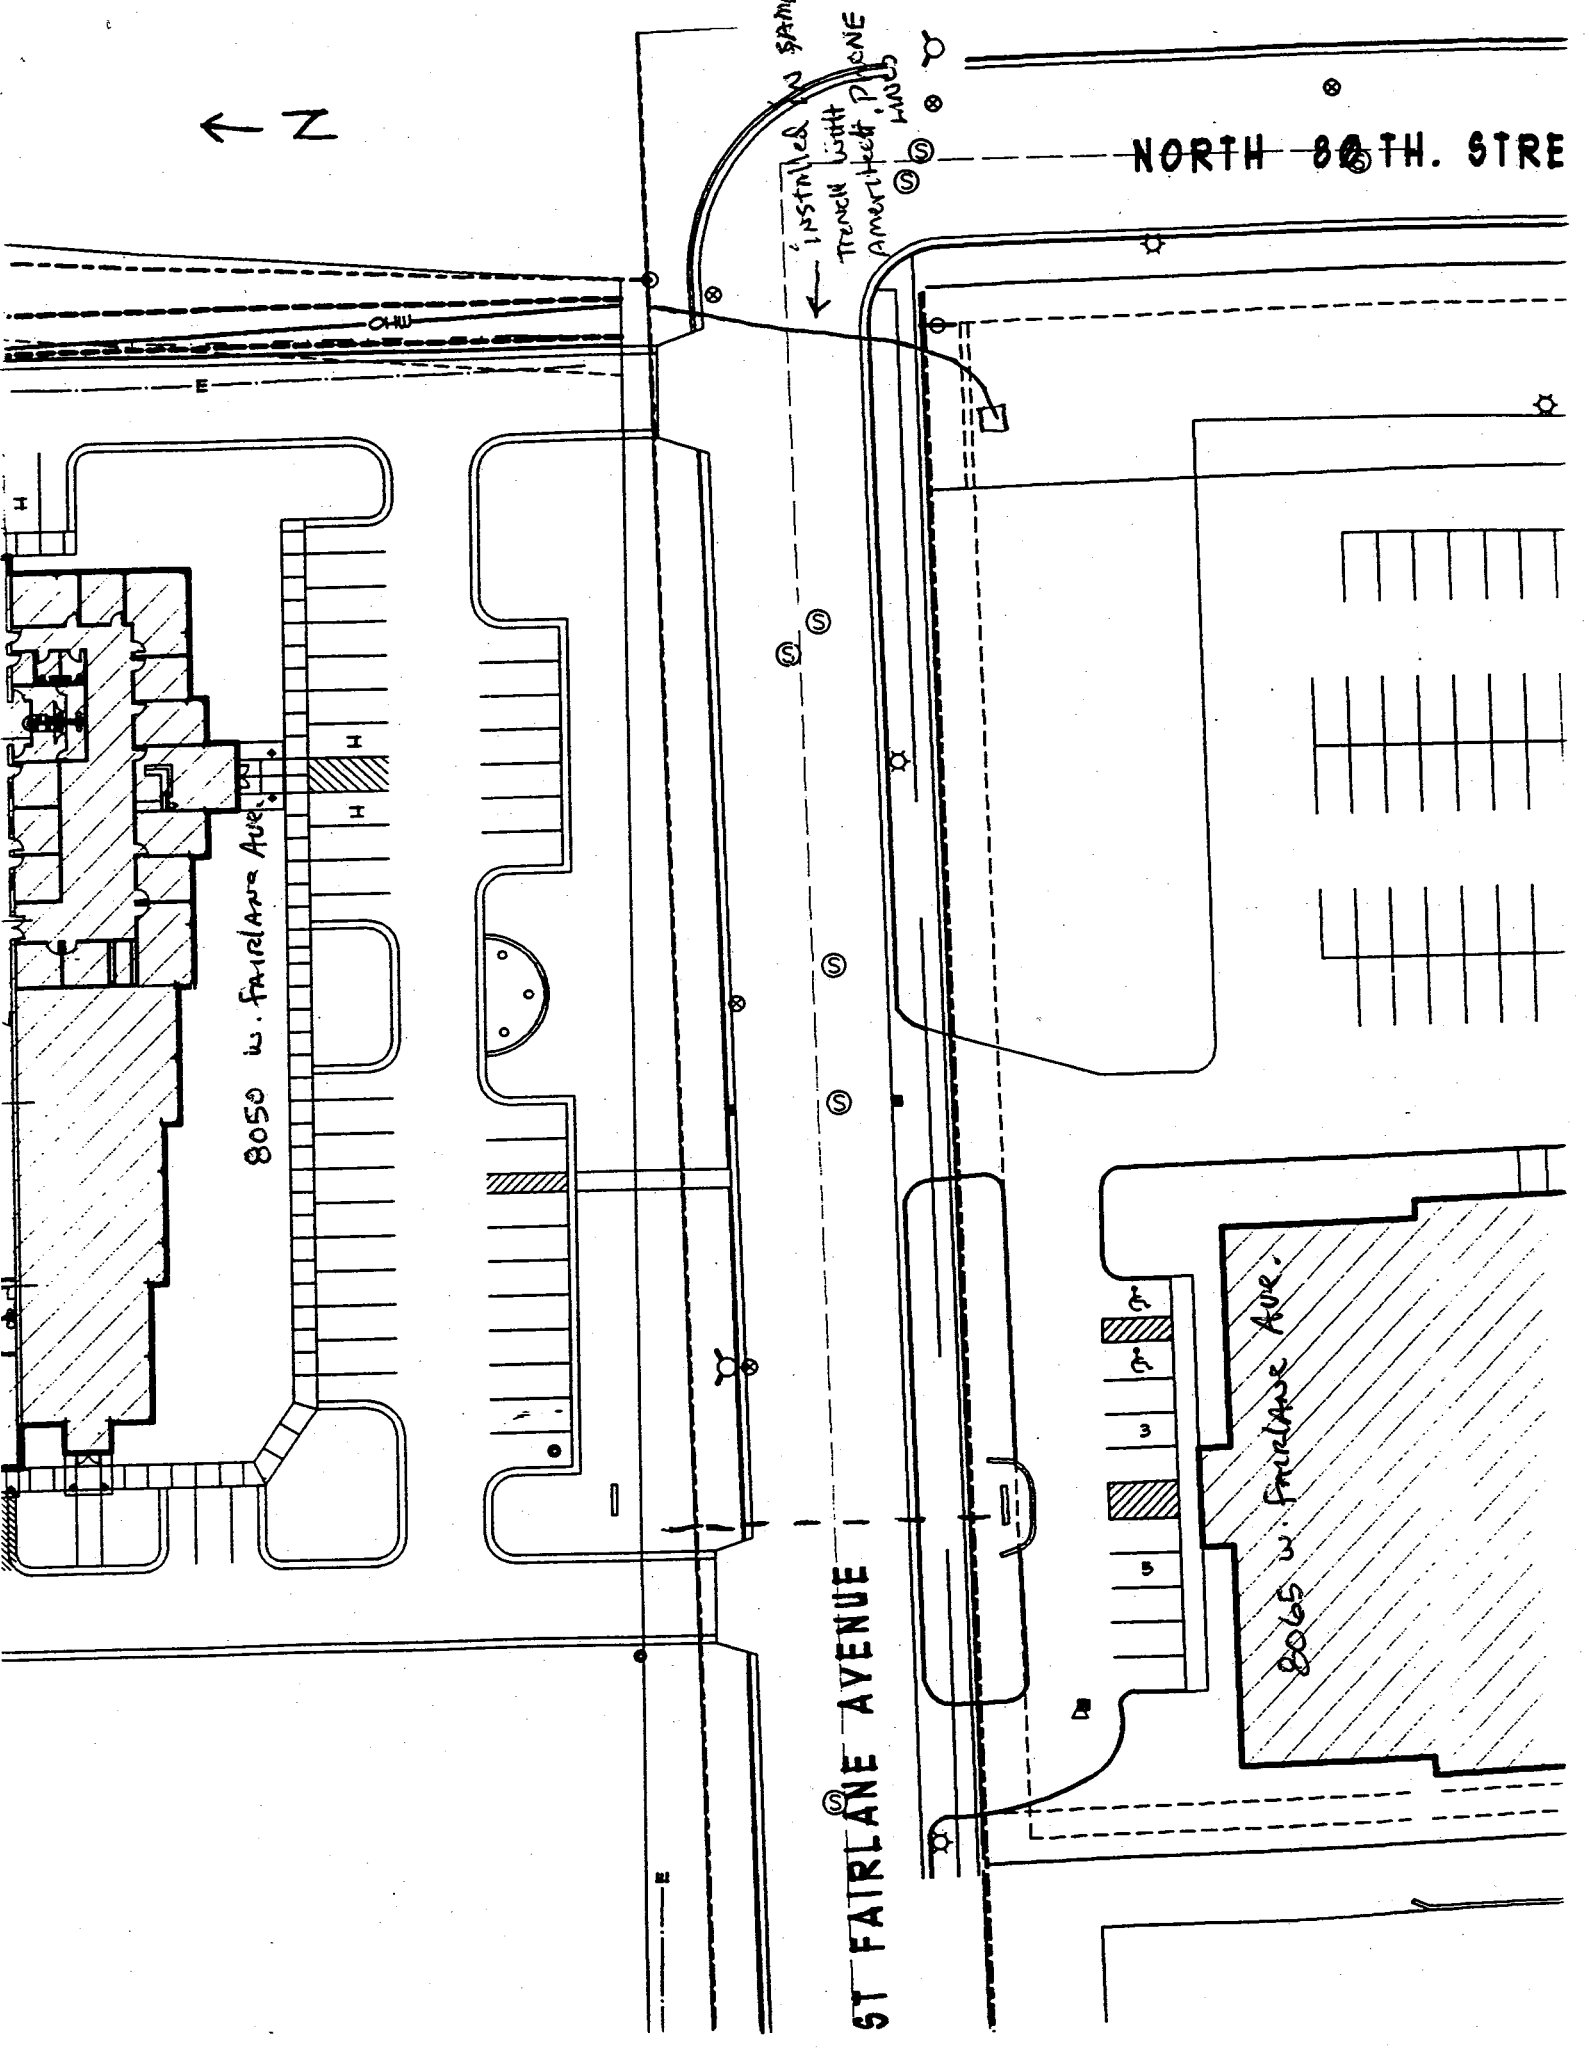 N
INSTALLED IN SAM
TRENCH WITH
AMERITECH PHONE
LINES
NORTH 80TH. STRE
OHW
E
H
H
H
8050 W. FAIRLANE AVE.
8065 W. FAIRLANE AVE.
3
5
ST FAIRLANE AVENUE
E
S
S
S
S
S
S
S
S